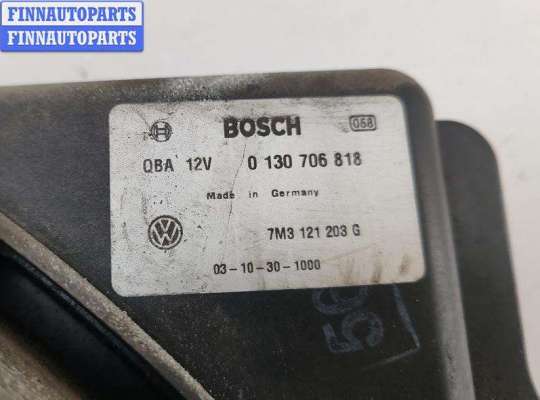 FINNAUTOPARTS
FINNAUTOPARTS
BOSCH 068
QBA 12V 0 130 706 818
Made in Germany
7M3 121 203 G
03-10-30-1000